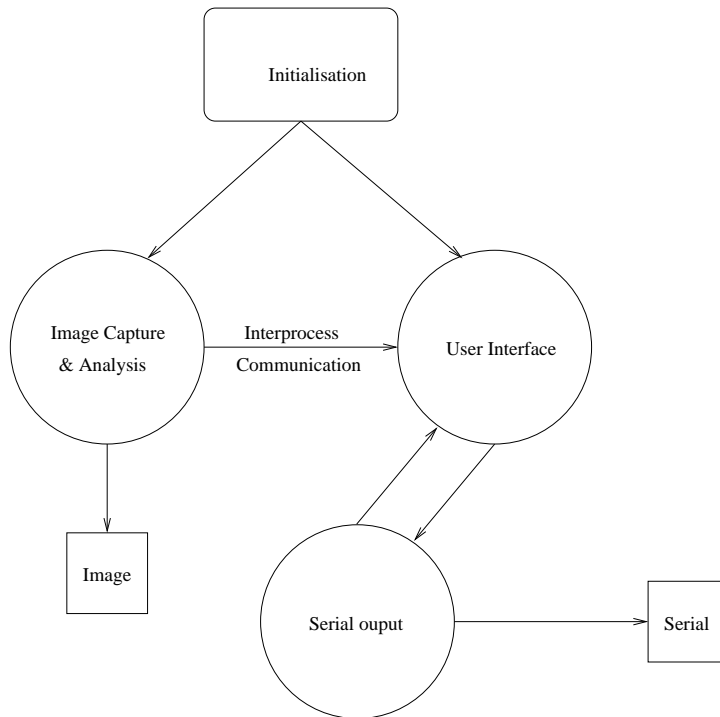 Initialisation
Image Capture
& Analysis
Interprocess
Communication
User Interface
Image
Serial ouput
Serial